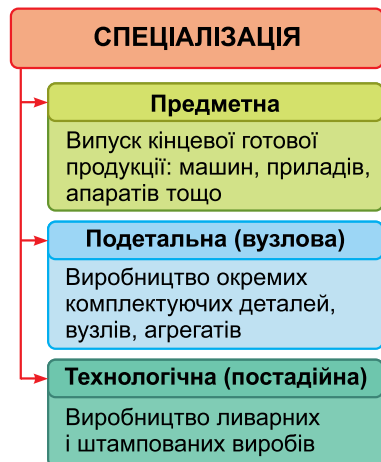 СПЕЦІАЛІЗАЦІЯ
Предметна
Випуск кінцевої готової
продукції: машин, приладів,
апаратів тощо
Подетальна (вузлова)
Виробництво окремих
комплектуючих деталей,
вузлів, агрегатів
Технологічна (постадійна)
Виробництво ливарних
і штампованих виробів